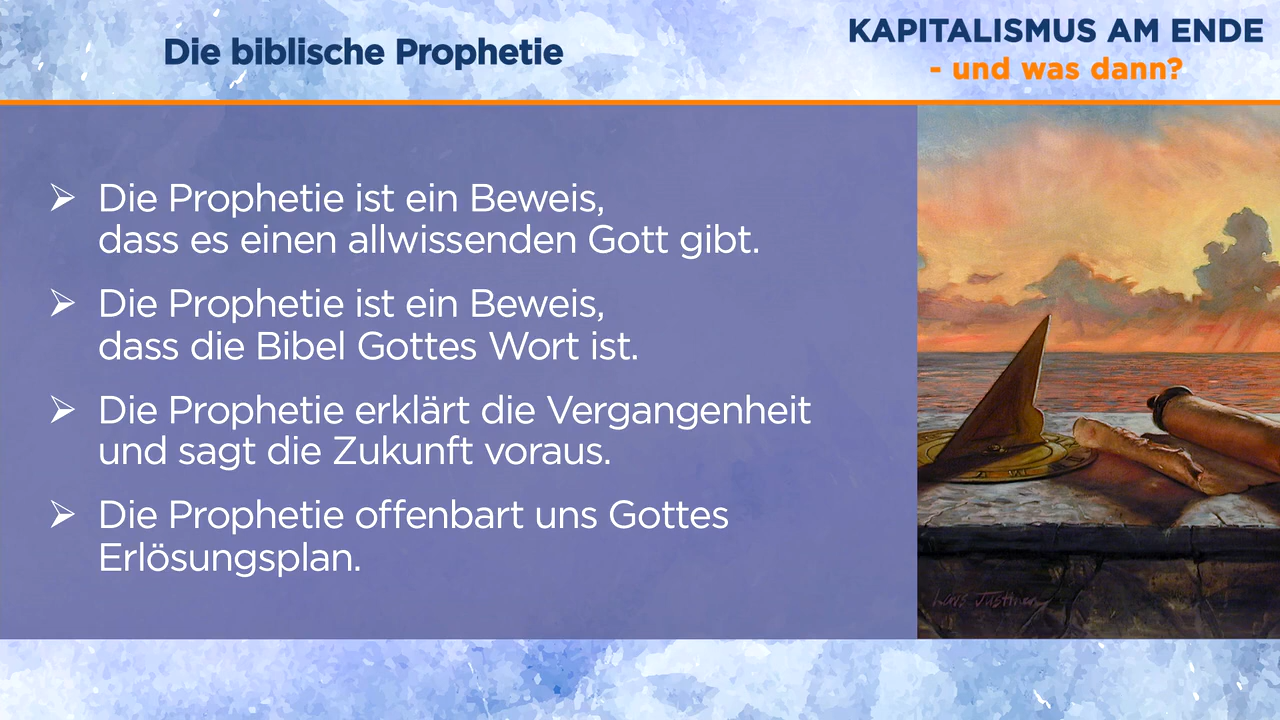 Die biblische Prophetie
KAPITALISMUS AM ENDE
- und was dann?
➢ Die Prophetie ist ein Beweis,
dass es einen allwissenden Gott gibt.
➢ Die Prophetie ist ein Beweis,
dass die Bibel Gottes Wort ist.
➢ Die Prophetie erklärt die Vergangenheit
und sagt die Zukunft voraus.
➢ Die Prophetie offenbart uns Gottes
Erlösungsplan.